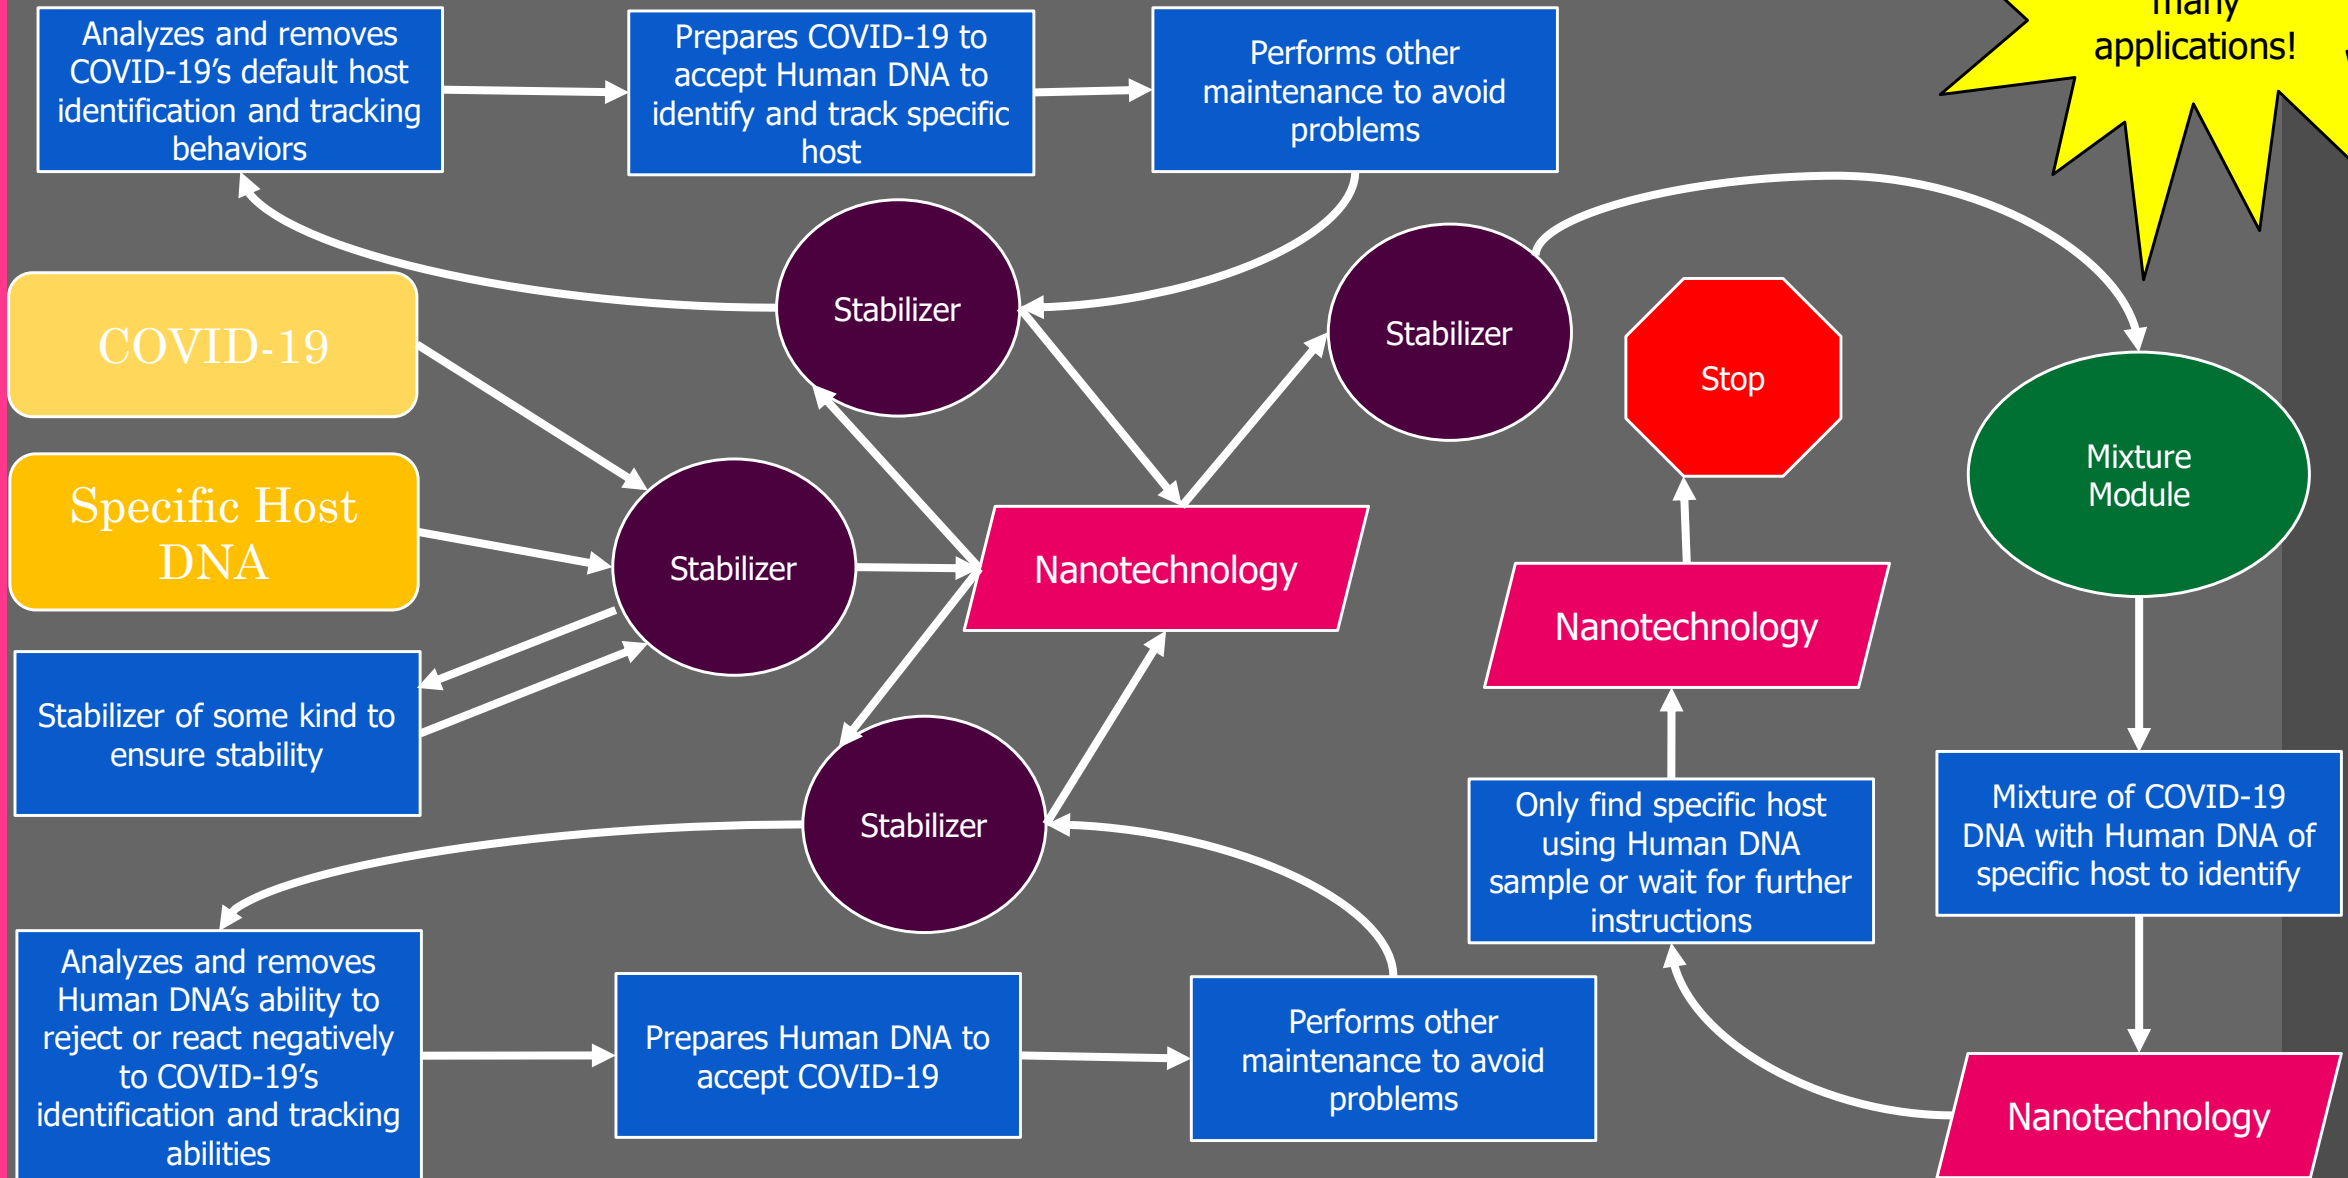 Analyzes and removes
COVID-19's default host
identification and tracking
behaviors
Prepares COVID-19 to
accept Human DNA to
identify and track specific
host
Performs other
maintenance to avoid
problems
many
applications!
Stabilizer
Stabilizer
COVID-19
Stop
Specific Host
DNA
Mixture
Module
Stabilizer
Nanotechnology
Nanotechnology
Stabilizer of some kind to
ensure stability
Stabilizer
Only find specific host
using Human DNA
sample or wait for further
instructions
Mixture of COVID-19
DNA with Human DNA of
specific host to identify
Analyzes and removes
Human DNA's ability to
reject or react negatively
to COVID-19's
identification and tracking
abilities
Prepares Human DNA to
accept COVID-19
Performs other
maintenance to avoid
problems
Nanotechnology